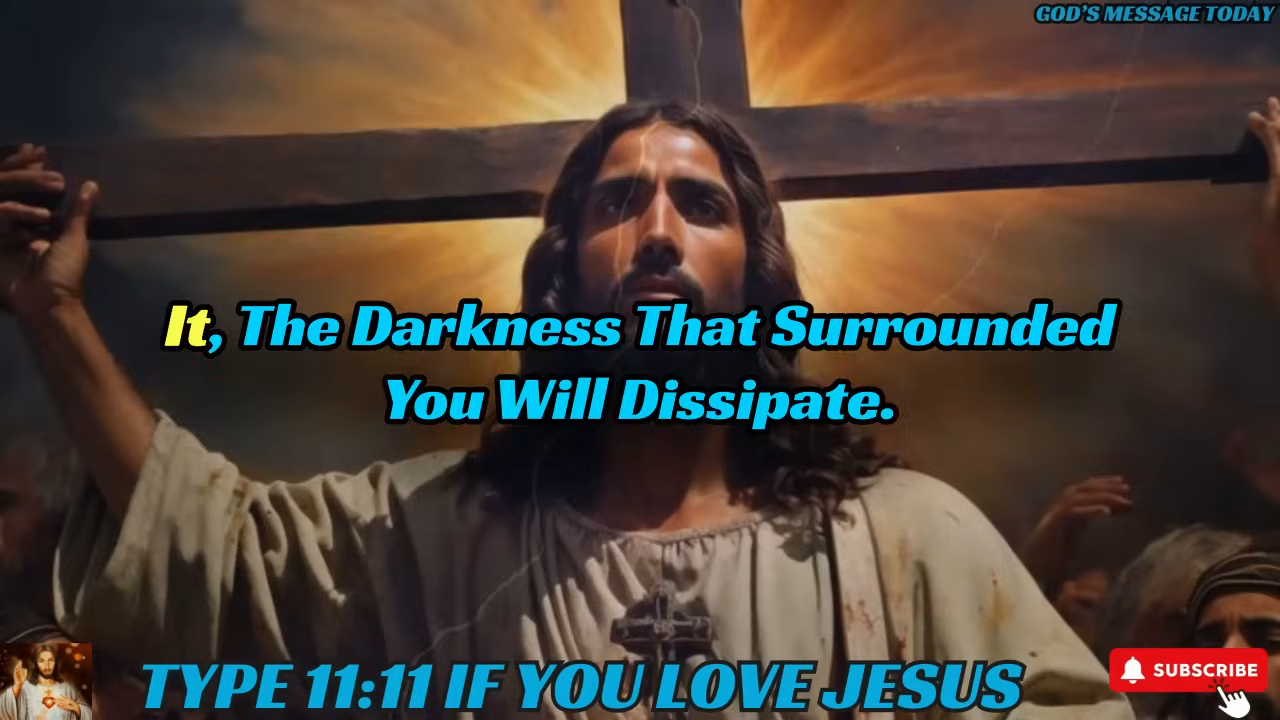 GOD'S MESSAGE TODAY
It, The Darkness That Surrounded
You Will Dissipate.
TYPE 11:11 IF YOU LOVE JESUS
SUBSCRIBE